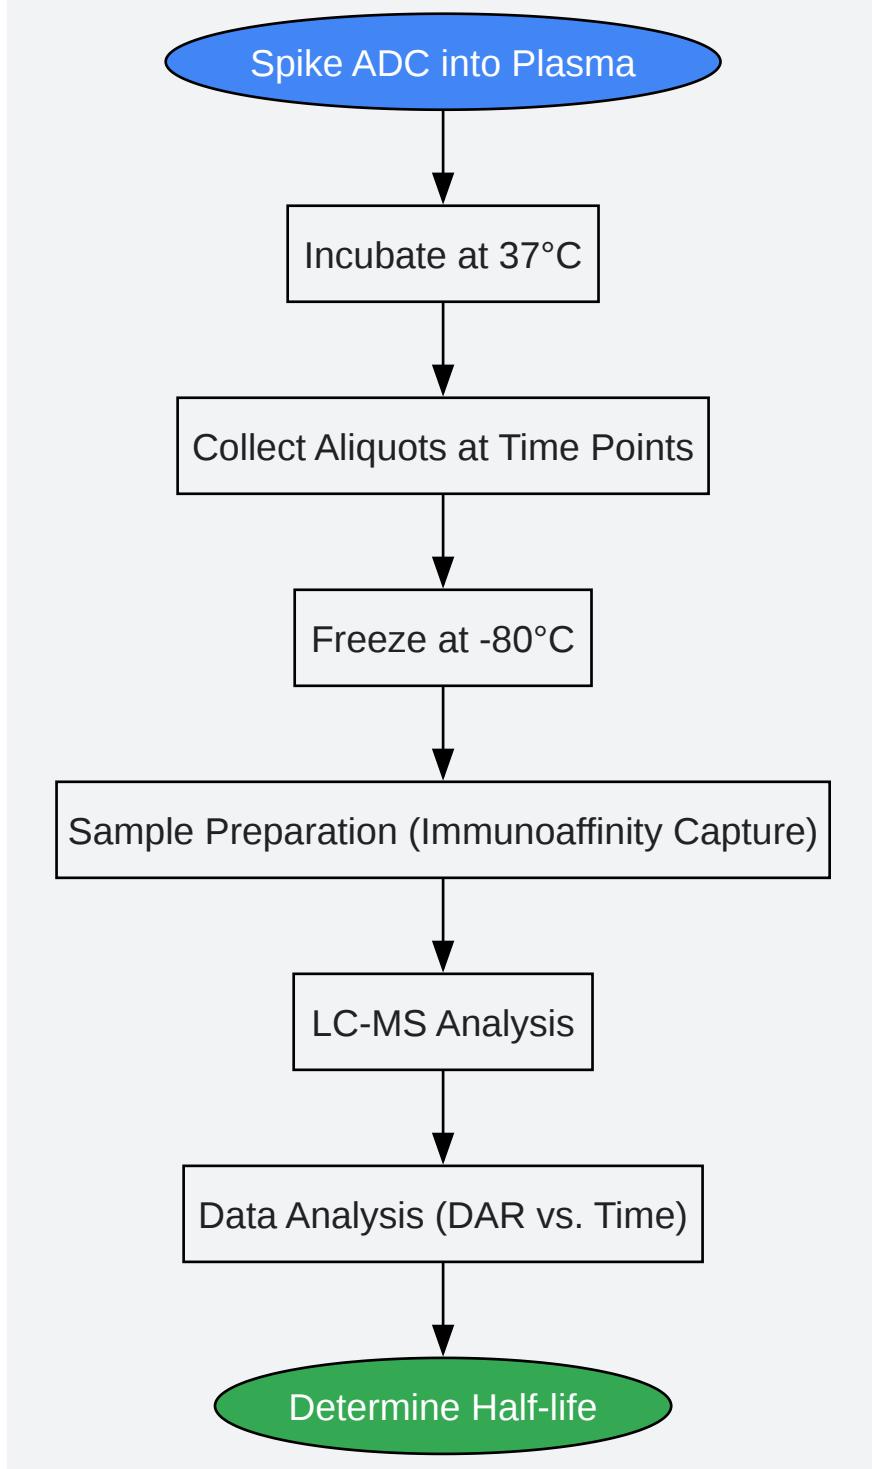 Spike ADC into Plasma
Incubate at 37°C
Collect Aliquots at Time Points
Freeze at -80°C
Sample Preparation (Immunoaffinity Capture)
LC-MS Analysis
Data Analysis (DAR vs. Time)
Determine Half-life